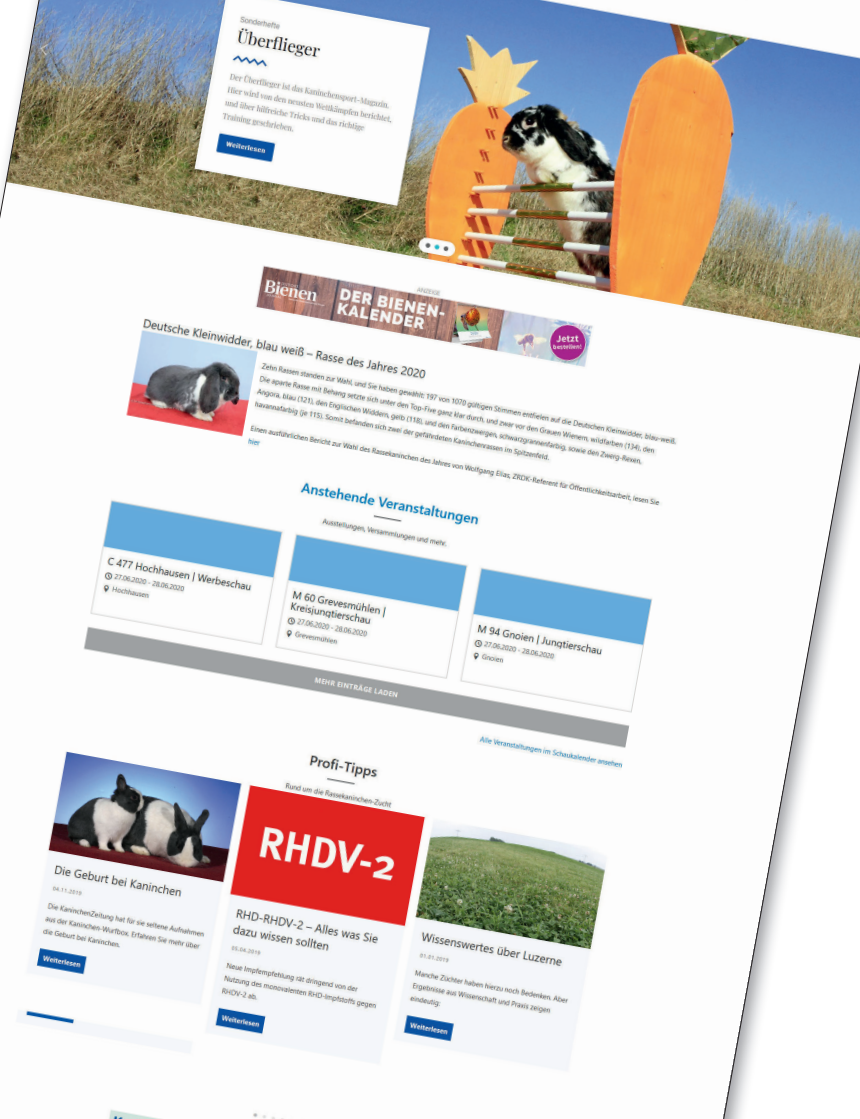 Sonderhefte
Überflieger
Der Überflieger ist das Kaninchensport-Magazin.
Hier wird von den neusten Wettkämpfen berichtet,
und über hilfreiche Tricks und das richtige
Training geschrieben.
Weiterlesen
ANZEIGE
Bienen
DER BIENEN-
KALENDER
Jetzt
bestellen!
Deutsche Kleinwidder, blau weiß – Rasse des Jahres 2020
Zehn Rassen standen zur Wahl, und Sie haben gewählt: 197 von 1070 gültigen Stimmen entfielen auf die Deutschen Kleinwidder, blau-weiß.
Die aparte Rasse mit Behang setzte sich unter den Top-Five ganz klar durch, und zwar vor den Grauen Wienern, wildfarben (134), den
Angora, blau (121), den Englischen Widdern, gelb (118), und den Farbenzwergen, schwarzgrannenfarbig, sowie den Zwerg-Rexen,
havannafarbig (je 115). Somit befanden sich zwei der gefährdeten Kaninchenrassen im Spitzenfeld.
Einen ausführlichen Bericht zur Wahl des Rassekaninchen des Jahres von Wolfgang Elias, ZRDK-Referent für Öffentlichkeitsarbeit, lesen Sie
hier
Anstehende Veranstaltungen
Ausstellungen, Versammlungen und mehr.
C 477 Hochhausen | Werbeschau
27.06.2020 - 28.06.2020
Hochhausen
M 60 Grevesmühlen |
Kreisjungtierschau
27.06.2020 - 28.06.2020
Grevesmühlen
M 94 Gnoien | Jungtierschau
27.06.2020 - 28.06.2020
Gnoien
MEHR EINTRÄGE LADEN
Alle Veranstaltungen im Schaukalender ansehen
Profi-Tipps
Rund um die Rassekaninchen-Zucht
Die Geburt bei Kaninchen
04.11.2019
Die KaninchenZeitung hat für sie seltene Aufnahmen
aus der Kaninchen-Wurfbox. Erfahren Sie mehr über
die Geburt bei Kaninchen.
Weiterlesen
RHDV-2
RHD-RHDV-2 – Alles was Sie
dazu wissen sollten
05.04.2019
Neue Impfempfehlung rät dringend von der
Nutzung des monovalenten RHD-Impfstoffs gegen
RHDV-2 ab.
Weiterlesen
Wissenswertes über Luzerne
01.01.2019
Manche Züchter haben hierzu noch Bedenken. Aber
Ergebnisse aus Wissenschaft und Praxis zeigen
eindeutig:
Weiterlesen